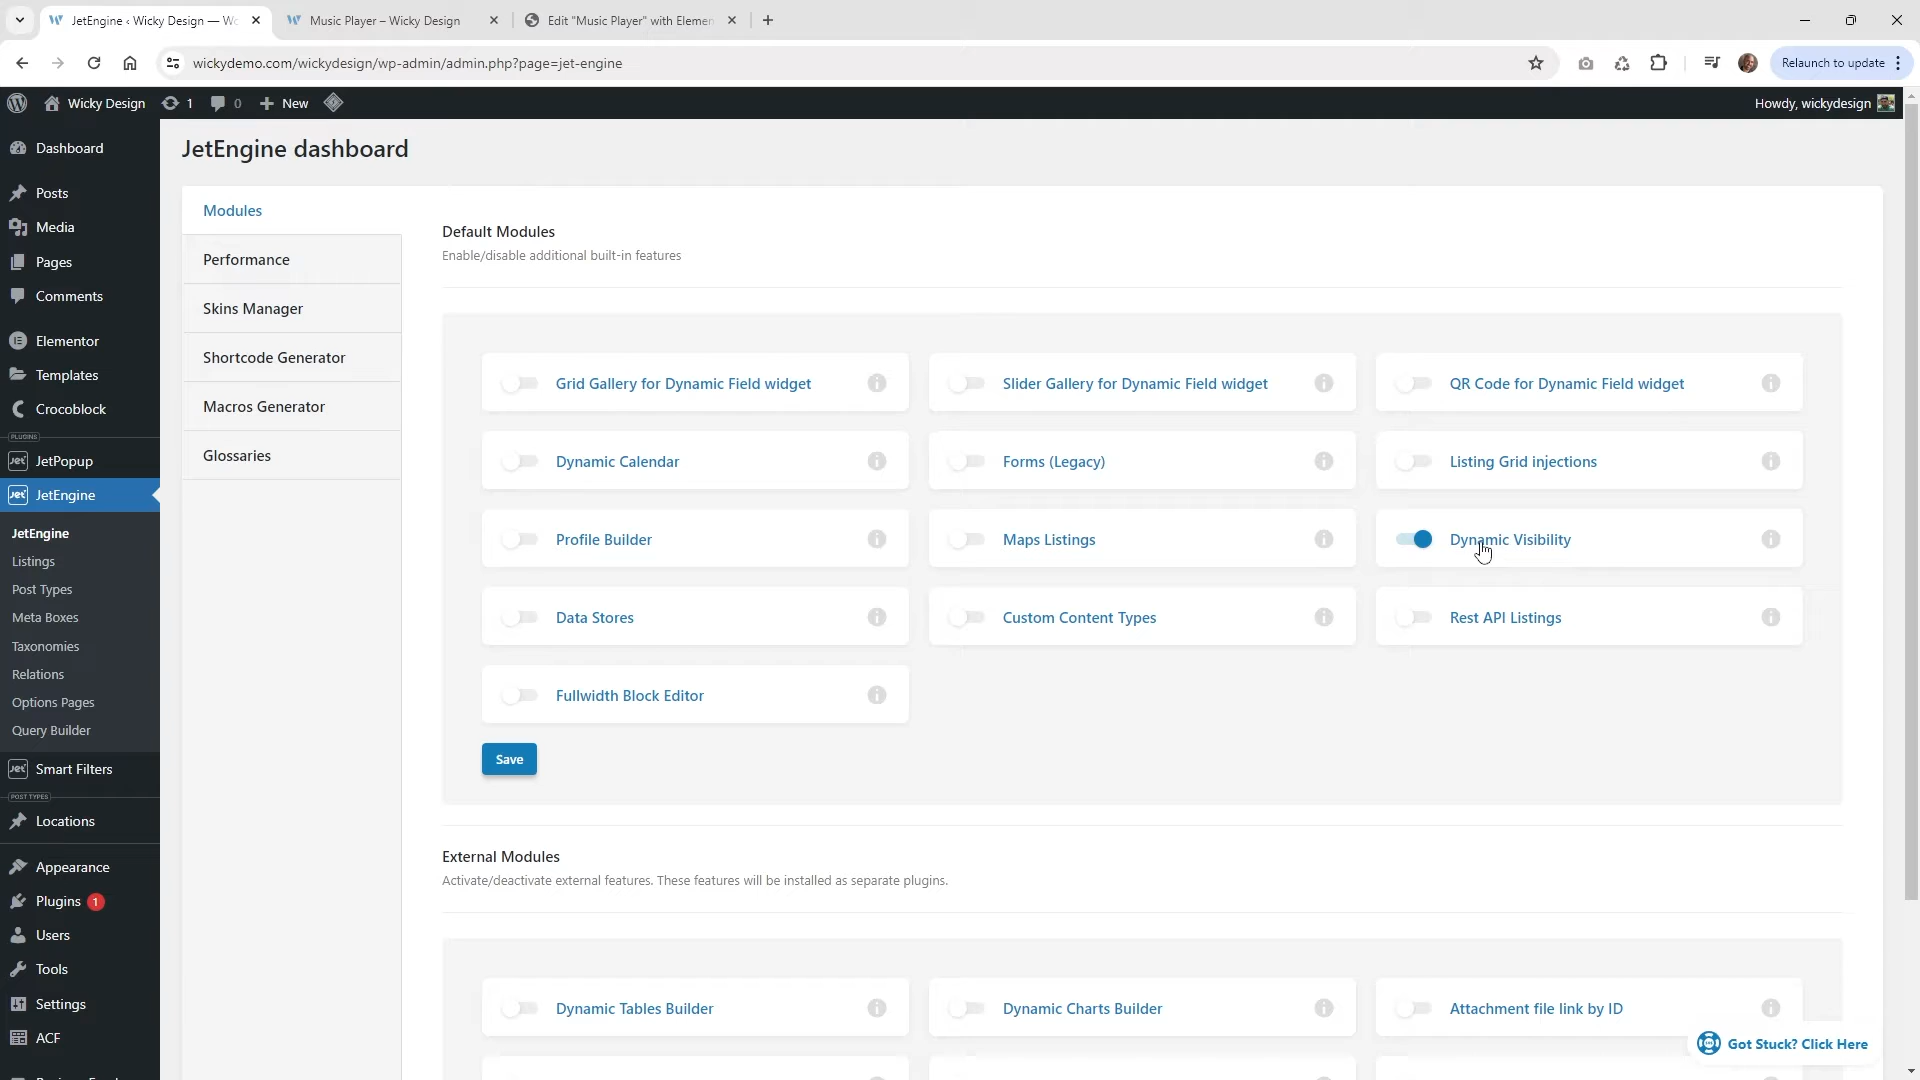 JetEngine ‹ Wicky Design — Wo
Music Player – Wicky Design
Edit "Music Player" with Elemen
wickydemo.com/wickydesign/wp-admin/admin.php?page=jet-engine
Relaunch to update
Wicky Design
1
0
New
Howdy, wickydesign
Dashboard
Posts
Media
Pages
Comments
Elementor
Templates
Crocoblock
PLUGINS
JetPopup
JetEngine
JetEngine
Listings
Post Types
Meta Boxes
Taxonomies
Relations
Options Pages
Query Builder
Smart Filters
POST TYPES
Locations
Appearance
Plugins 1
Users
Tools
Settings
ACF
JetEngine dashboard
Modules
Performance
Skins Manager
Shortcode Generator
Macros Generator
Glossaries
Default Modules
Enable/disable additional built-in features
Grid Gallery for Dynamic Field widget
Slider Gallery for Dynamic Field widget
QR Code for Dynamic Field widget
Dynamic Calendar
Forms (Legacy)
Listing Grid injections
Profile Builder
Maps Listings
Dynamic Visibility
Data Stores
Custom Content Types
Rest API Listings
Fullwidth Block Editor
Save
External Modules
Activate/deactivate external features. These features will be installed as separate plugins.
Dynamic Tables Builder
Dynamic Charts Builder
Attachment file link by ID
Got Stuck? Click Here